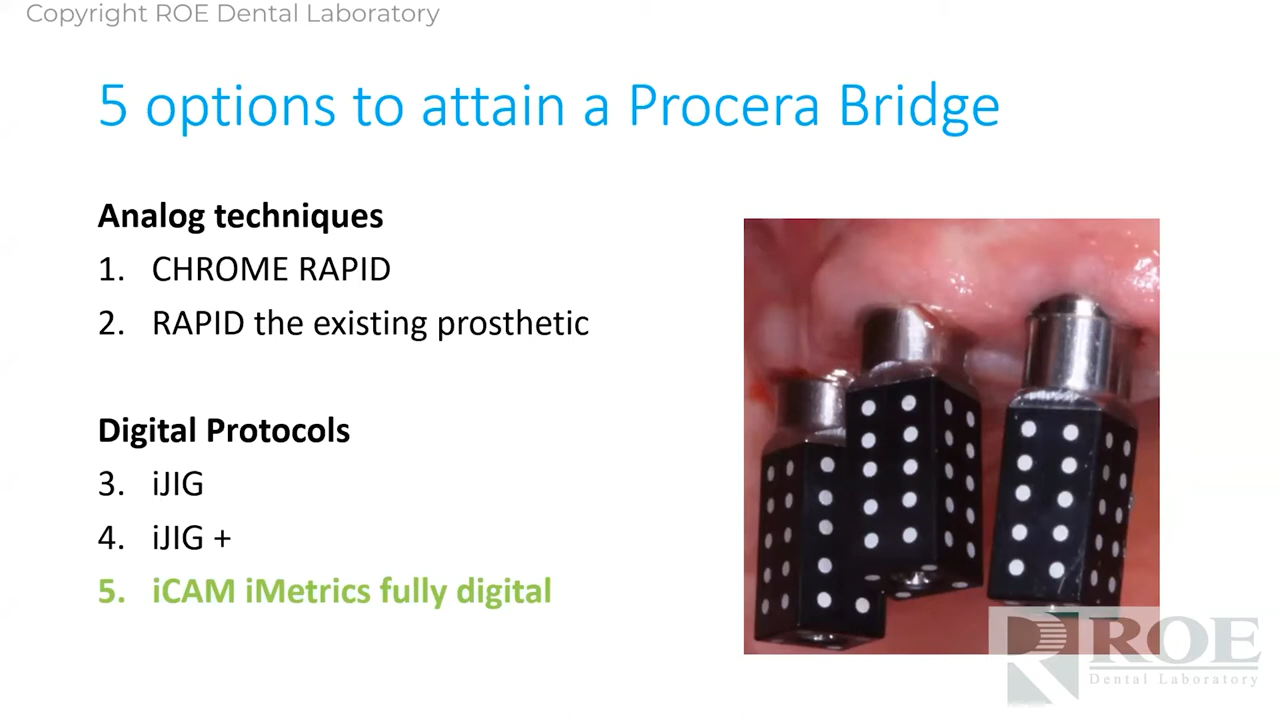 Copyright ROE Dental Laboratory
5 options to attain a Procera Bridge
Analog techniques
1. CHROME RAPID
2. RAPID the existing prosthetic
Digital Protocols
3. iJIG
4. iJIG +
5. iCAM iMetrics fully digital
ROE
Dental Laboratory